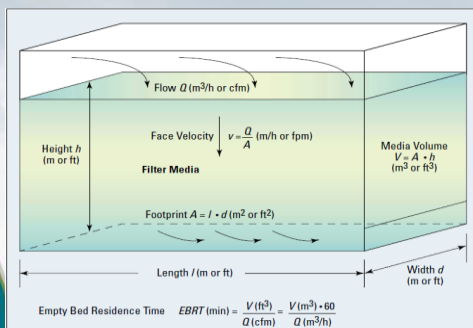 Flow Q (m³/h or cfm)
Face Velocity v = Q/A (m/h or fpm)
Height h
(m or ft)
Filter Media
Media Volume
V = A • h
(m³ or ft³)
Footprint A = l • d (m² or ft²)
Length l (m or ft)
Width d
(m or ft)
Empty Bed Residence Time EBRT (min) = V (ft³)/Q (cfm) = V (m³) • 60/Q (m³/h)